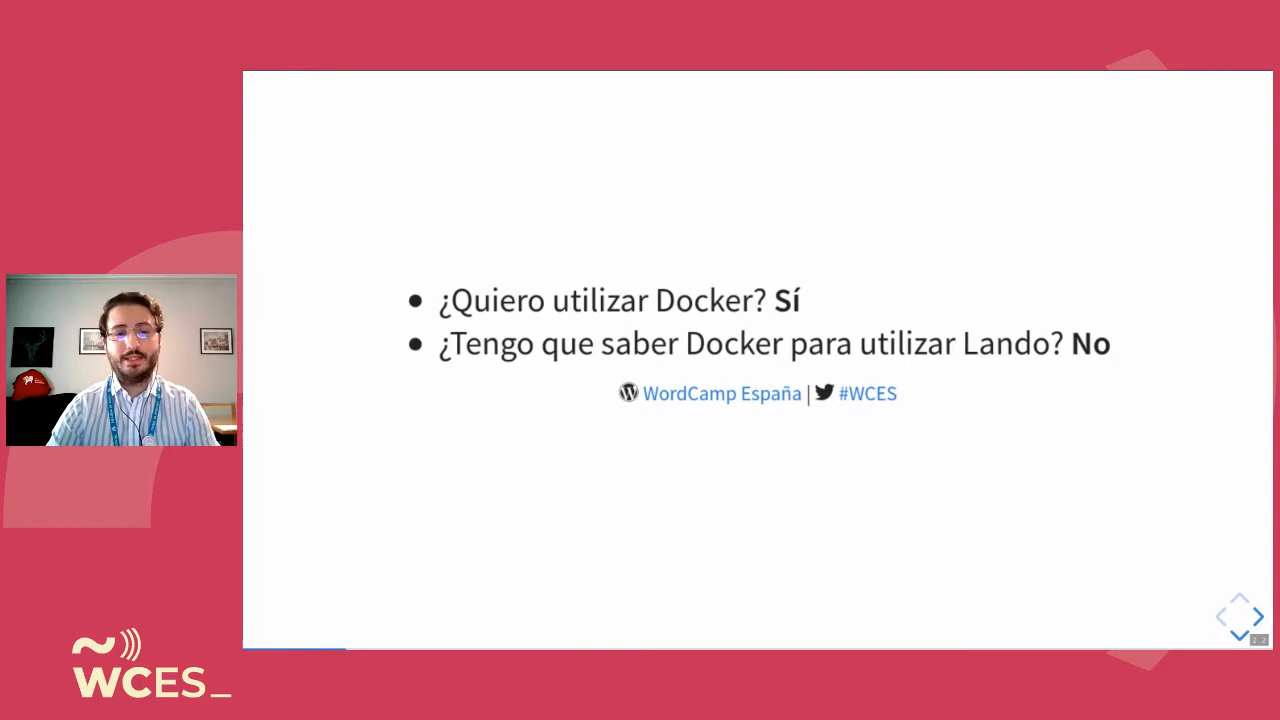 ¿Quiero utilizar Docker? Sí
¿Tengo que saber Docker para utilizar Lando? No
WordCamp España | #WCES
WCES_